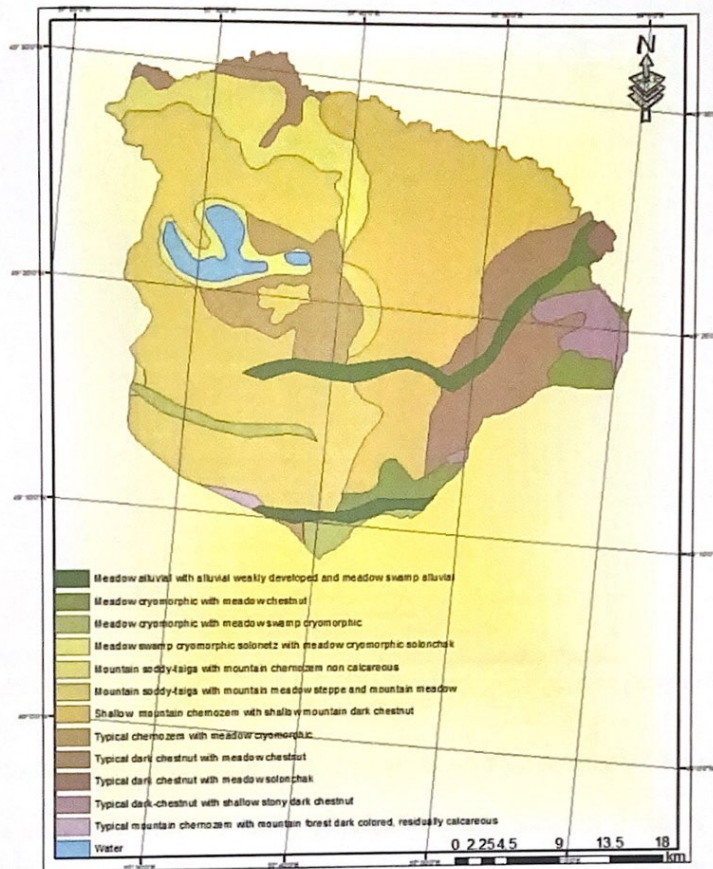 N
Meadow alluvial with alluvial weakly developed and meadow swamp alluvial
Meadow cryomorphic with meadow chestnut
Meadow cryomorphic with meadow swamp cryomorphic
Meadow swamp cryomorphic solonetz with meadow cryomorphic solonchak
Mountain soddy-taiga with mountain chernozem non calcareous
Mountain soddy-taiga with mountain meadow steppe and mountain meadow
Shallow mountain chernozem with shallow mountain dark chestnut
Typical chernozem with meadow cryomorphic
Typical dark chestnut with meadow chestnut
Typical dark chestnut with meadow solonchak
Typical dark-chestnut with shallow stony dark chestnut
Typical mountain chernozem with mountain forest dark colored, residually calcareous
Water
0 2.25 4.5 9 13.5 18
km